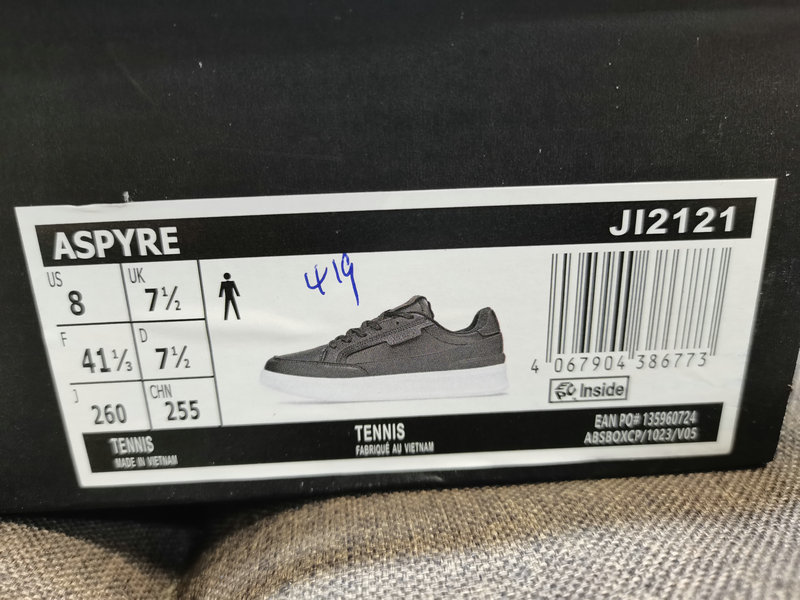 ASPYRE
JI2121
US 8
UK 7½
F 41⅓
D 7½
J 260
CHN 255
419
4 067904 386773
Inside
TENNIS
MADE IN VIETNAM
TENNIS
FABRIQUÉ AU VIETNAM
EAN PO# 135960724
ABSBOXCP/1023/V05